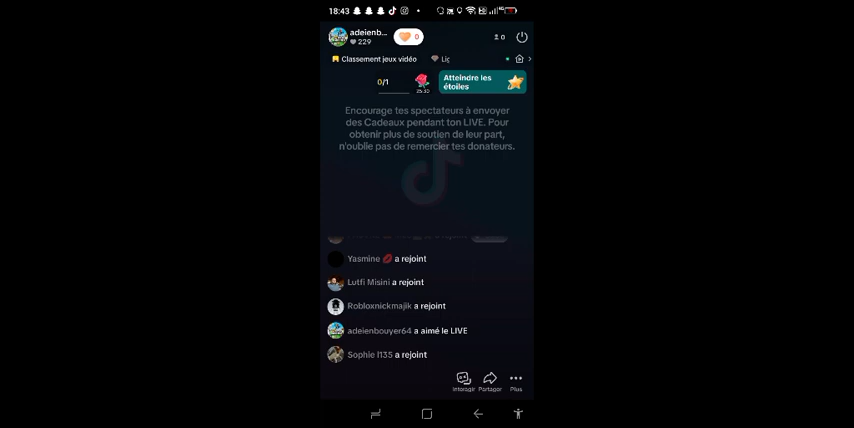 18:43
adeienb...
229
0
0
Classement jeux vidéo
Lig
0/1
Atteindre les
étoiles
Encourage tes spectateurs à envoyer
des Cadeaux pendant ton LIVE. Pour
obtenir plus de soutien de leur part,
n'oublie pas de remercier tes donateurs.
Yasmine 💋 a rejoint
Lutfi Misini a rejoint
Robloxnickmajik a rejoint
adeienbouyer64 a aimé le LIVE
Sophie l135 a rejoint
Interagir Partager Plus